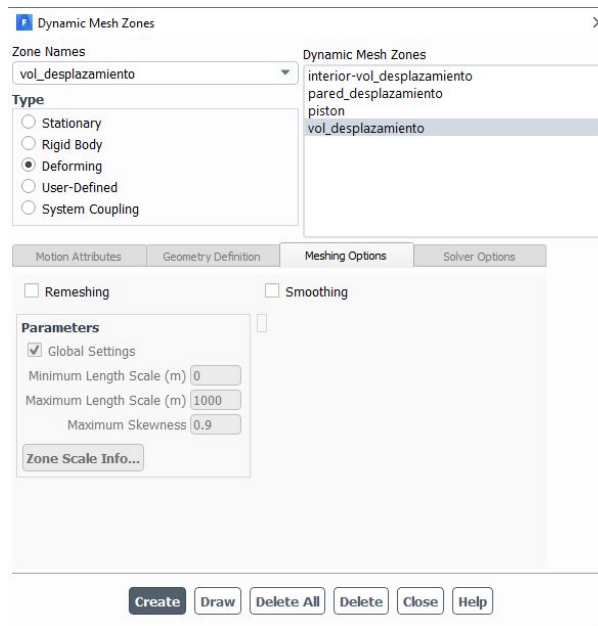 Dynamic Mesh Zones
Zone Names
vol_desplazamiento
Type
Stationary
Rigid Body
Deforming
User-Defined
System Coupling
Dynamic Mesh Zones
interior-vol_desplazamiento
pared_desplazamiento
piston
vol_desplazamiento
Motion Attributes
Geometry Definition
Meshing Options
Solver Options
Remeshing
Smoothing
Parameters
Global Settings
Minimum Length Scale (m) 0
Maximum Length Scale (m) 1000
Maximum Skewness 0.9
Zone Scale Info...
Create
Draw
Delete All
Delete
Close
Help